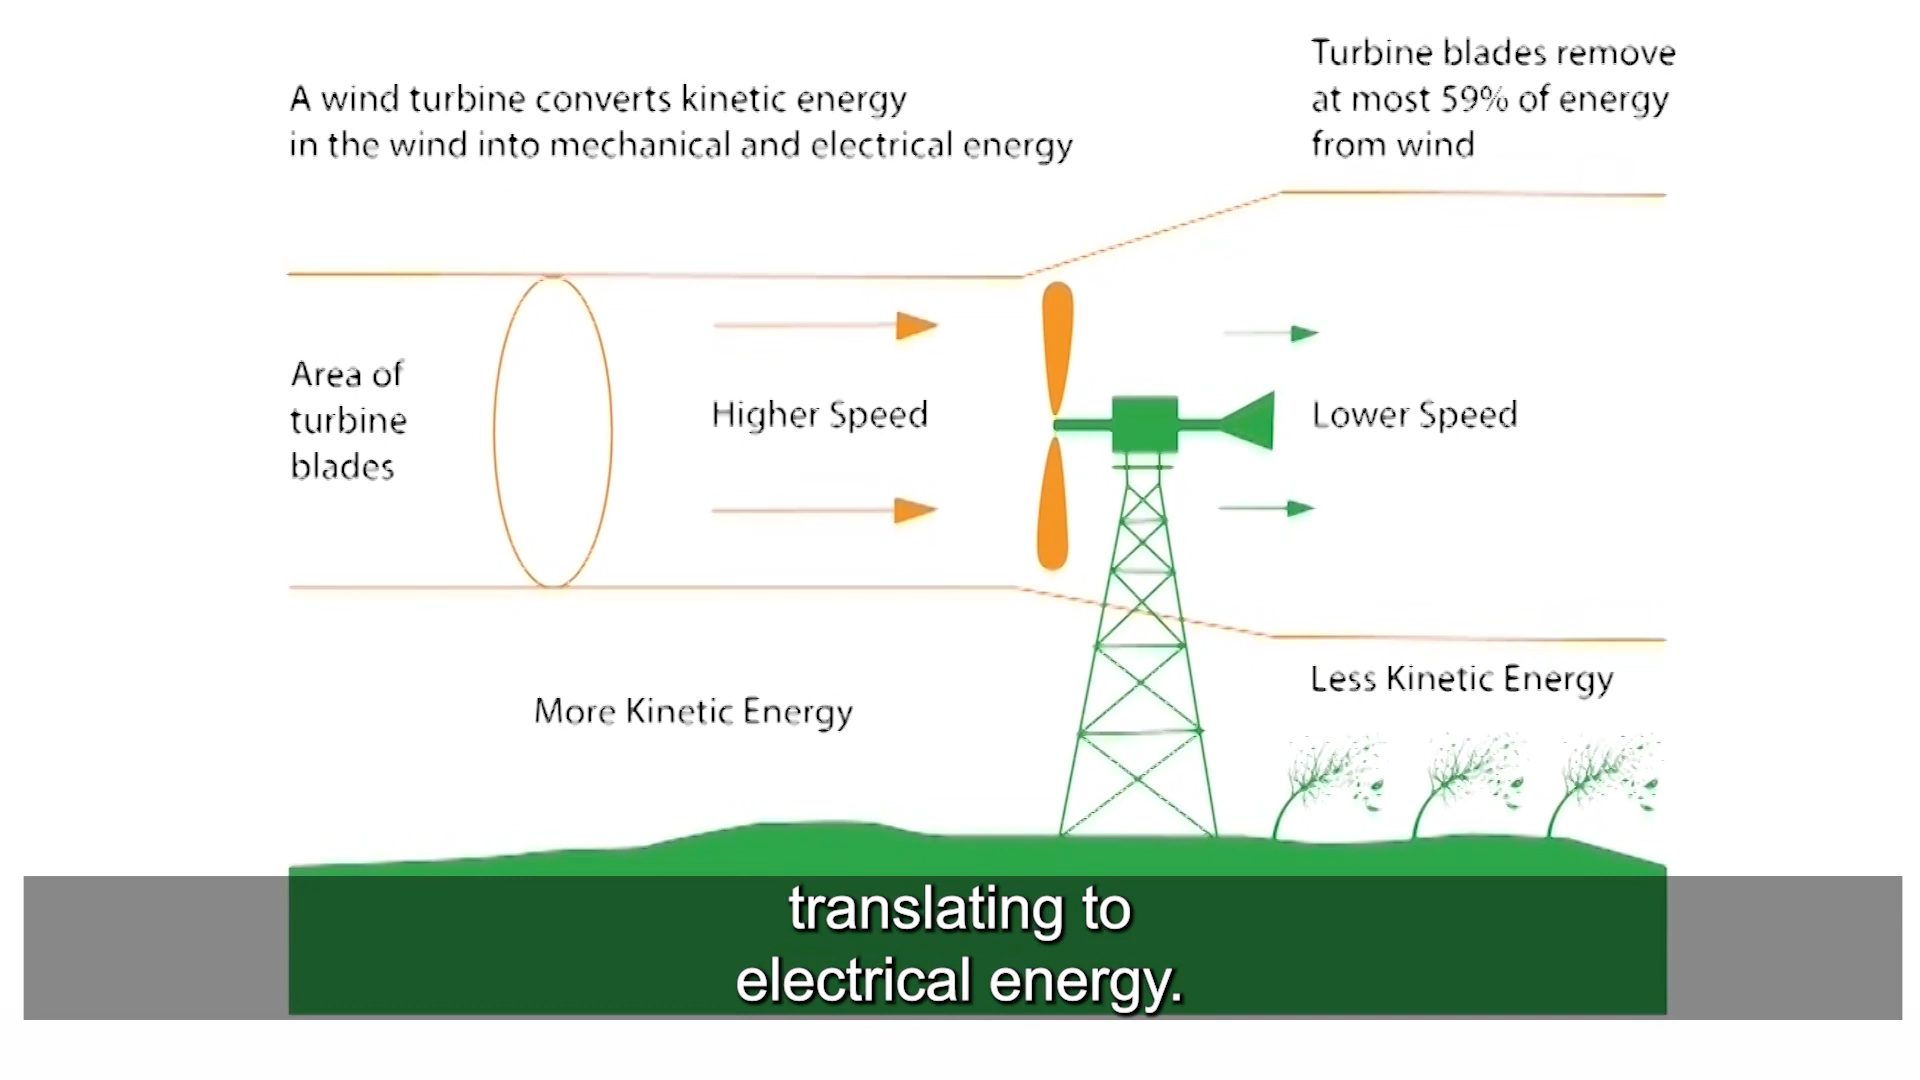 A wind turbine converts kinetic energy
in the wind into mechanical and electrical energy
Turbine blades remove
at most 59% of energy
from wind
Area of
turbine
blades
Higher Speed
Lower Speed
More Kinetic Energy
Less Kinetic Energy
translating to
electrical energy.